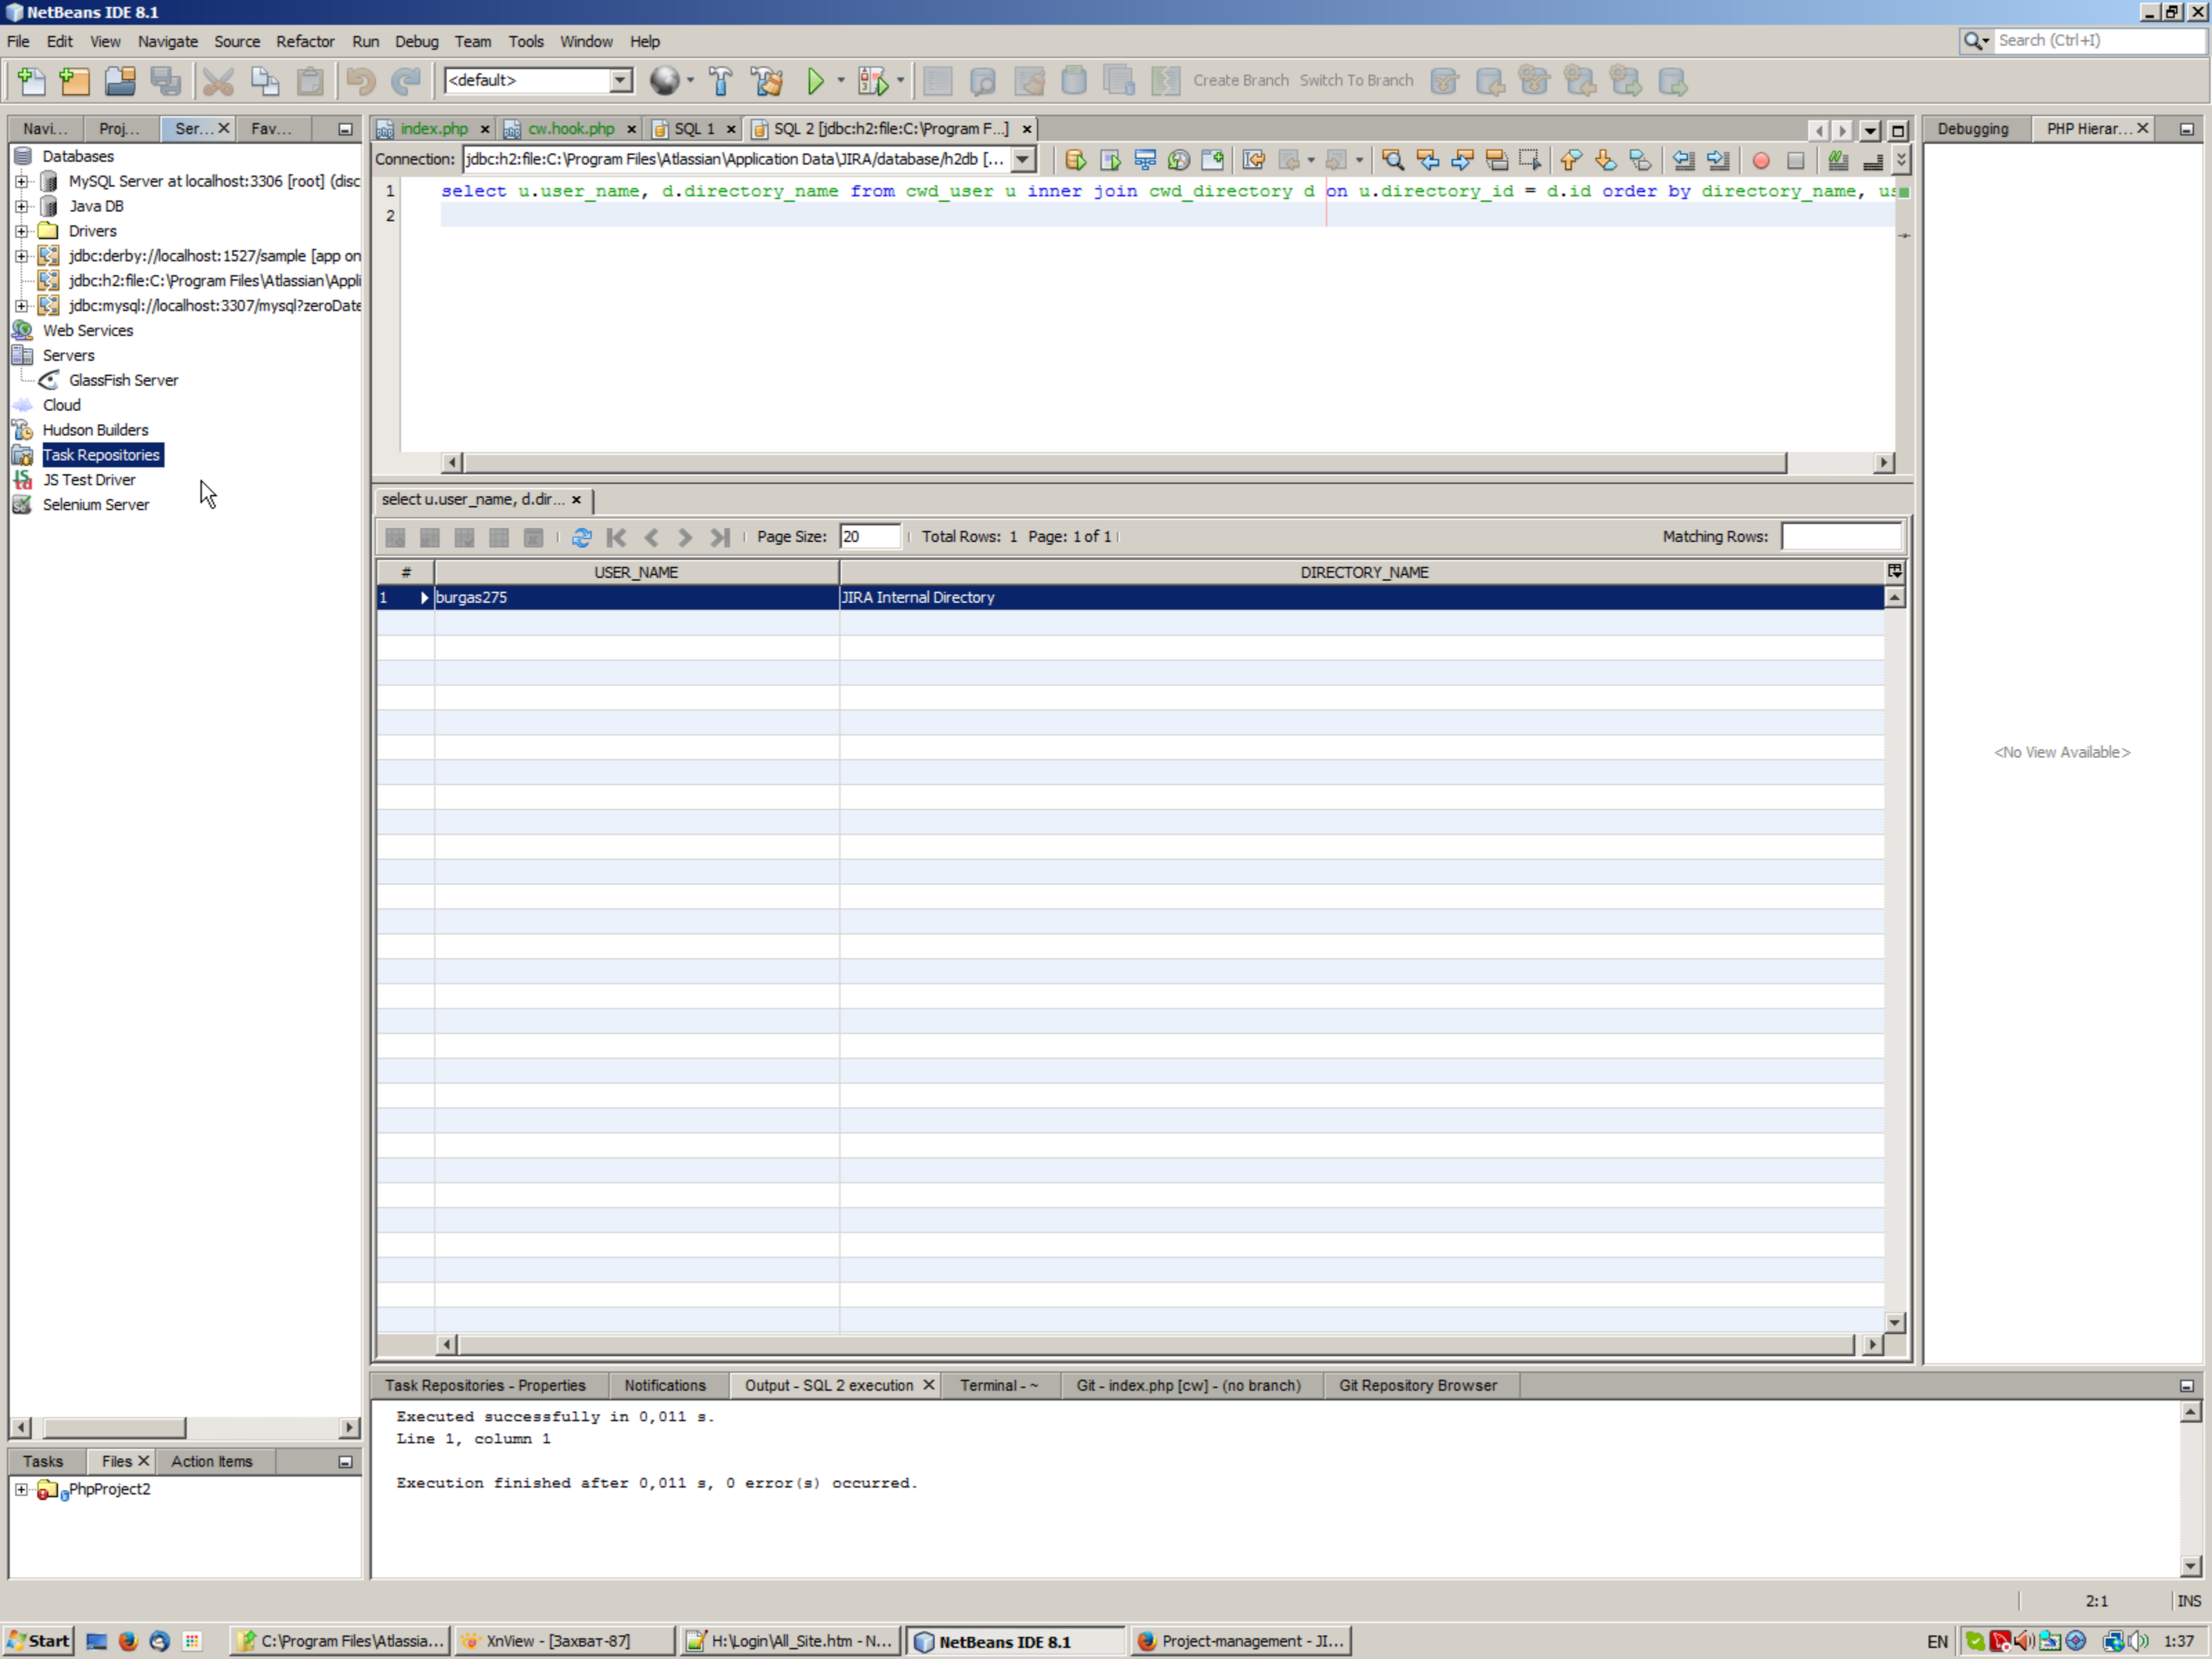 NetBeans IDE 8.1
File Edit View Navigate Source Refactor Run Debug Team Tools Window Help
Search (Ctrl+I)
<default>
Create Branch Switch To Branch
Navi... Proj... Ser... Fav...
index.php cw.hook.php SQL 1 SQL 2 [jdbc:h2:file:C:\Program F...]
Debugging PHP Hierar...
Databases
MySQL Server at localhost:3306 [root] (disc
Java DB
Drivers
jdbc:derby://localhost:1527/sample [app on
jdbc:h2:file:C:\Program Files\Atlassian\Appli
jdbc:mysql://localhost:3307/mysql?zeroDate
Web Services
Servers
GlassFish Server
Cloud
Hudson Builders
Task Repositories
JS Test Driver
Selenium Server
Connection: jdbc:h2:file:C:\Program Files\Atlassian\Application Data\JIRA/database/h2db [...
1 select u.user_name, d.directory_name from cwd_user u inner join cwd_directory d on u.directory_id = d.id order by directory_name, us
2
select u.user_name, d.dir...
Page Size: 20 Total Rows: 1 Page: 1 of 1 Matching Rows:
# USER_NAME DIRECTORY_NAME
1 burgas275 JIRA Internal Directory
<No View Available>
Task Repositories - Properties Notifications Output - SQL 2 execution Terminal - ~ Git - index.php [cw] - (no branch) Git Repository Browser
Executed successfully in 0,011 s.
Line 1, column 1
Execution finished after 0,011 s, 0 error(s) occurred.
Tasks Files Action Items
PhpProject2
2:1 INS
Start C:\Program Files\Atlassia... XnView - [Захват-87] H:\Login\All_Site.htm - N... NetBeans IDE 8.1 Project-management - JI... EN 1:37